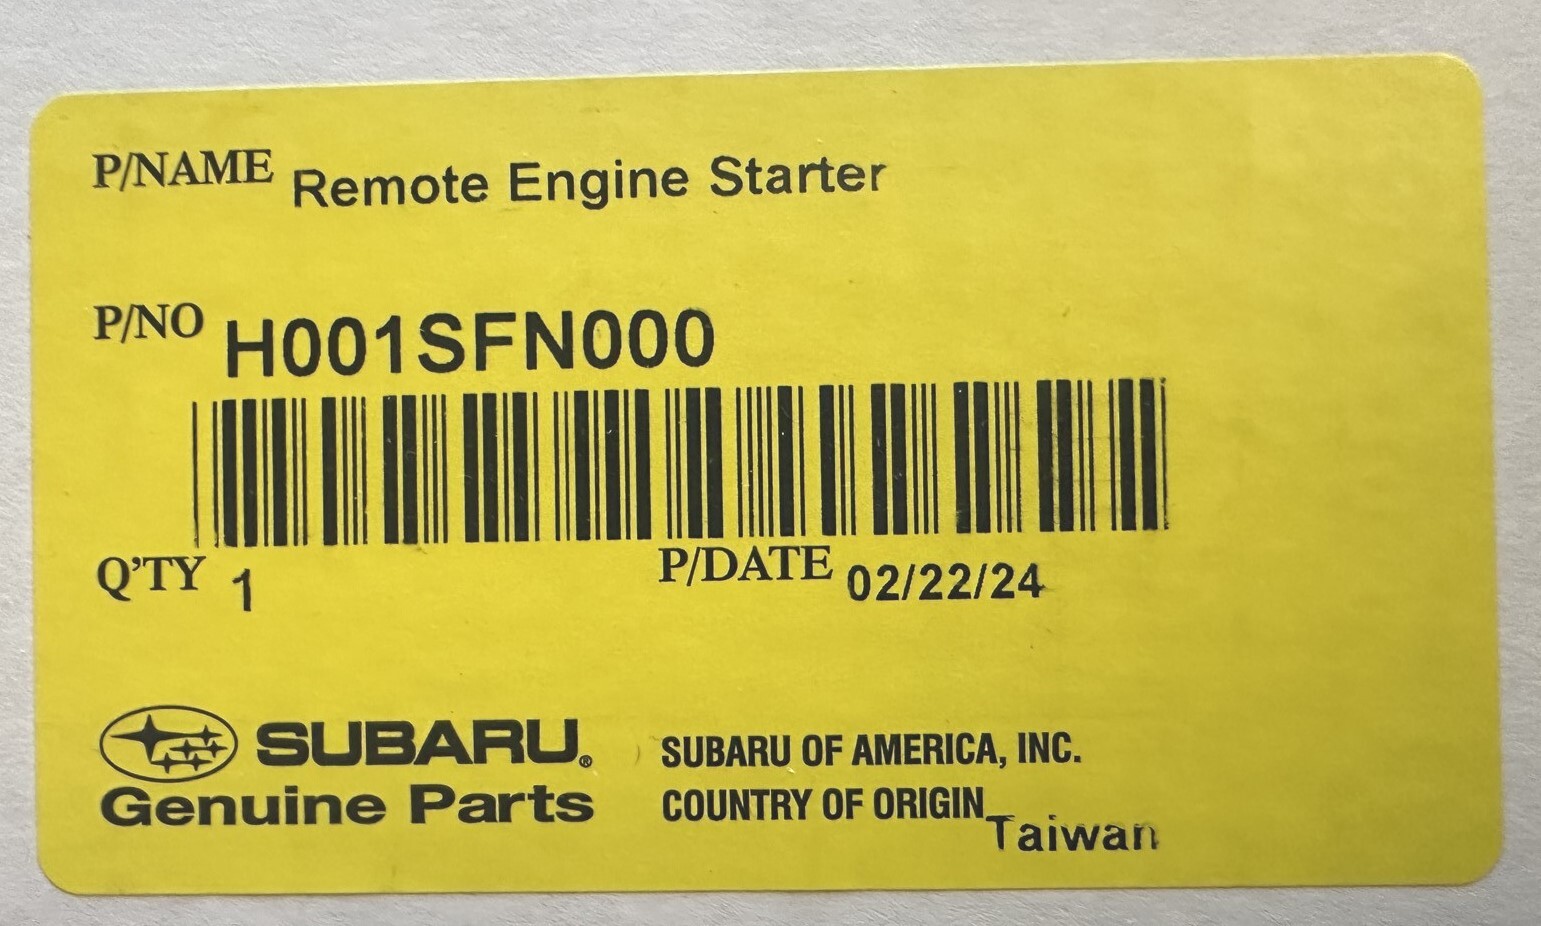 P/NAME Remote Engine Starter
P/NO H001SFN000
Q'TY 1 P/DATE 02/22/24
SUBARU® SUBARU OF AMERICA, INC.
Genuine Parts COUNTRY OF ORIGIN Taiwan